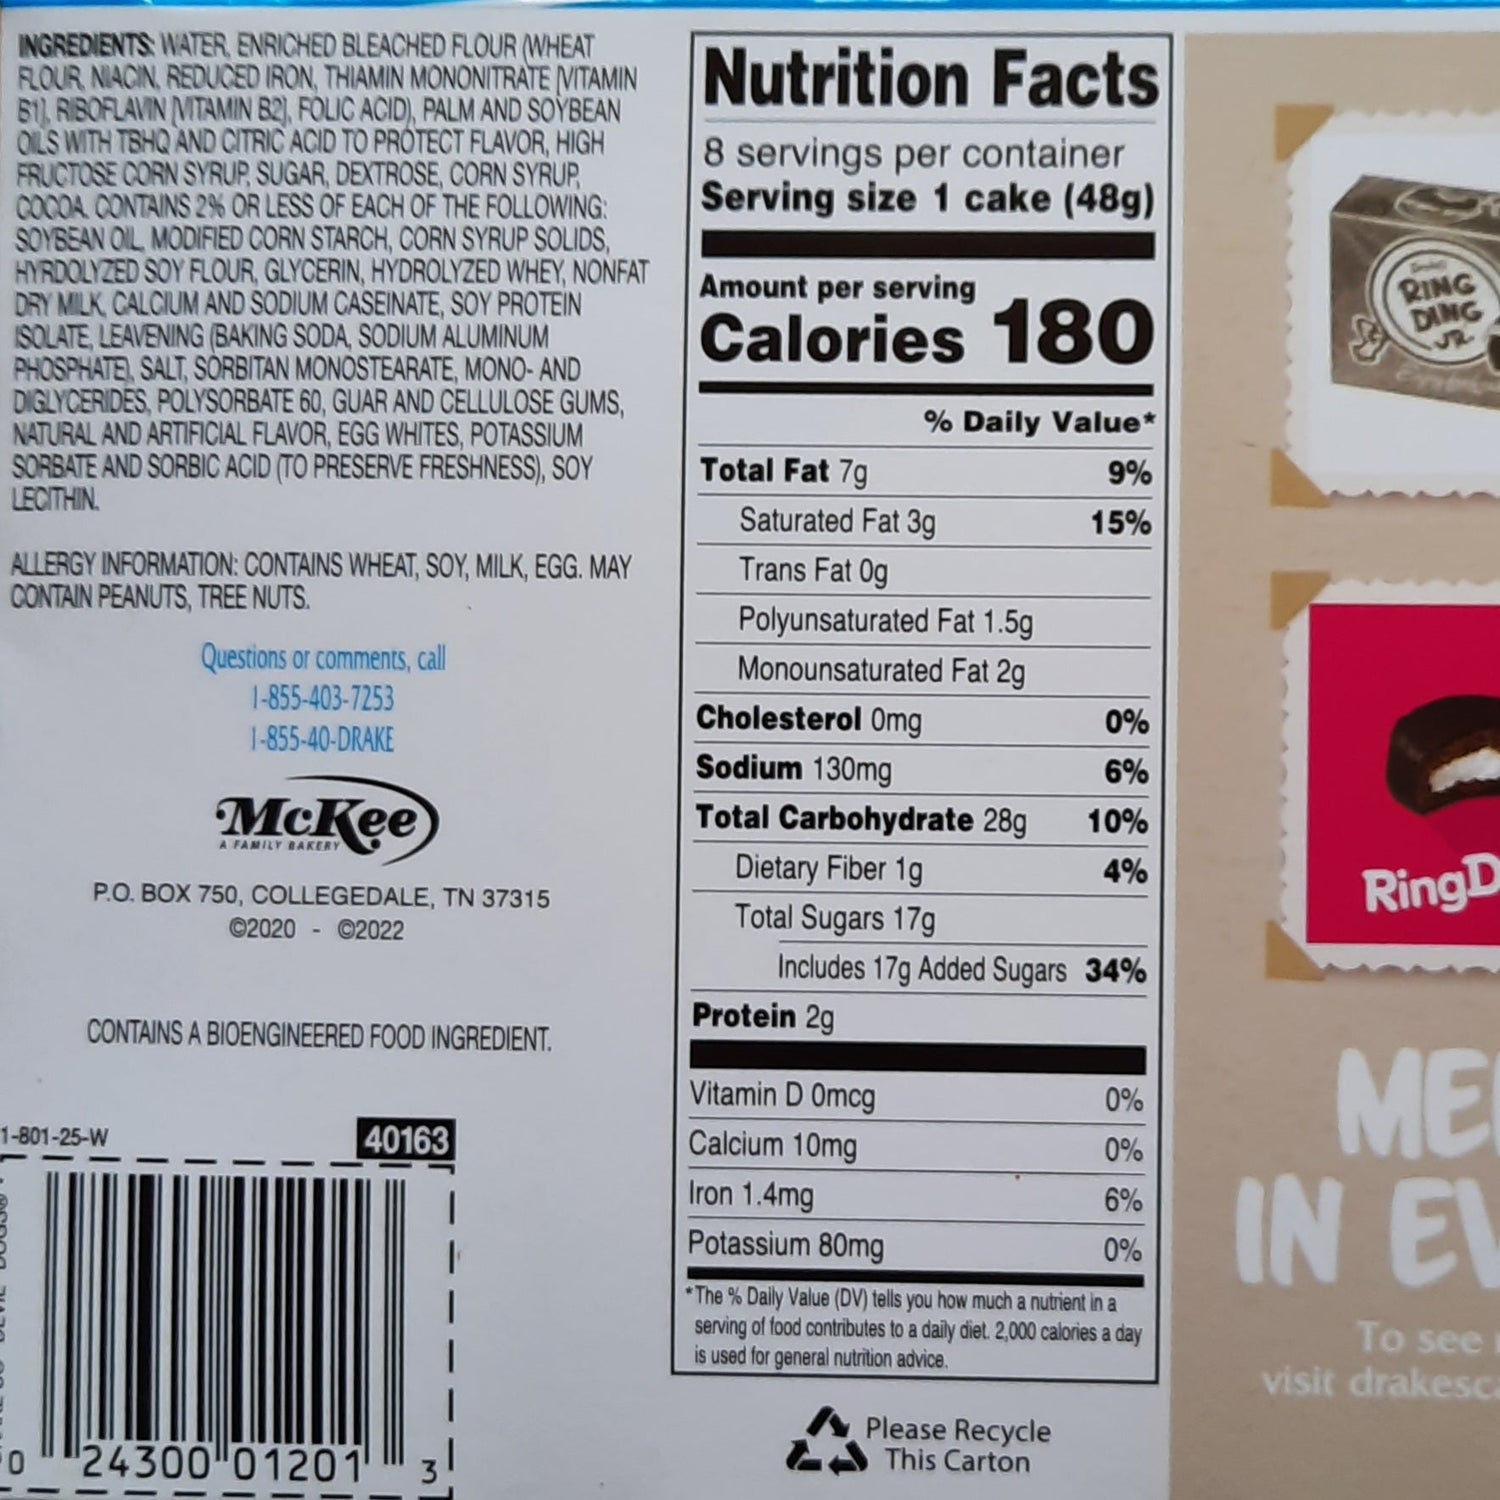 INGREDIENTS: WATER, ENRICHED BLEACHED FLOUR (WHEAT
FLOUR, NIACIN, REDUCED IRON, THIAMIN MONONITRATE [VITAMIN
B1], RIBOFLAVIN [VITAMIN B2], FOLIC ACID), PALM AND SOYBEAN
OILS WITH TBHQ AND CITRIC ACID TO PROTECT FLAVOR, HIGH
FRUCTOSE CORN SYRUP, SUGAR, DEXTROSE, CORN SYRUP,
COCOA. CONTAINS 2% OR LESS OF EACH OF THE FOLLOWING:
SOYBEAN OIL, MODIFIED CORN STARCH, CORN SYRUP SOLIDS,
HYRDOLYZED SOY FLOUR, GLYCERIN, HYDROLYZED WHEY, NONFAT
DRY MILK, CALCIUM AND SODIUM CASEINATE, SOY PROTEIN
ISOLATE, LEAVENING (BAKING SODA, SODIUM ALUMINUM
PHOSPHATE), SALT, SORBITAN MONOSTEARATE, MONO- AND
DIGLYCERIDES, POLYSORBATE 60, GUAR AND CELLULOSE GUMS,
NATURAL AND ARTIFICIAL FLAVOR, EGG WHITES, POTASSIUM
SORBATE AND SORBIC ACID (TO PRESERVE FRESHNESS), SOY
LECITHIN.
ALLERGY INFORMATION: CONTAINS WHEAT, SOY, MILK, EGG. MAY
CONTAIN PEANUTS, TREE NUTS.
Questions or comments, call
1-855-403-7253
1-855-40-DRAKE
McKee
A FAMILY BAKERY
P.O. BOX 750, COLLEGEDALE, TN 37315
©2020 - ©2022
CONTAINS A BIOENGINEERED FOOD INGREDIENT.
1-801-25-W
40163
0 24300 01201 3
Nutrition Facts
8 servings per container
Serving size 1 cake (48g)
Amount per serving
Calories 180
% Daily Value*
Total Fat 7g 9%
Saturated Fat 3g 15%
Trans Fat 0g
Polyunsaturated Fat 1.5g
Monounsaturated Fat 2g
Cholesterol 0mg 0%
Sodium 130mg 6%
Total Carbohydrate 28g 10%
Dietary Fiber 1g 4%
Total Sugars 17g
Includes 17g Added Sugars 34%
Protein 2g
Vitamin D 0mcg 0%
Calcium 10mg 0%
Iron 1.4mg 6%
Potassium 80mg 0%
*The % Daily Value (DV) tells you how much a nutrient in a
serving of food contributes to a daily diet. 2,000 calories a day
is used for general nutrition advice.
Please Recycle
This Carton
RING
DING
JR.
RingD
ME
IN EV
To see
visit drakesca